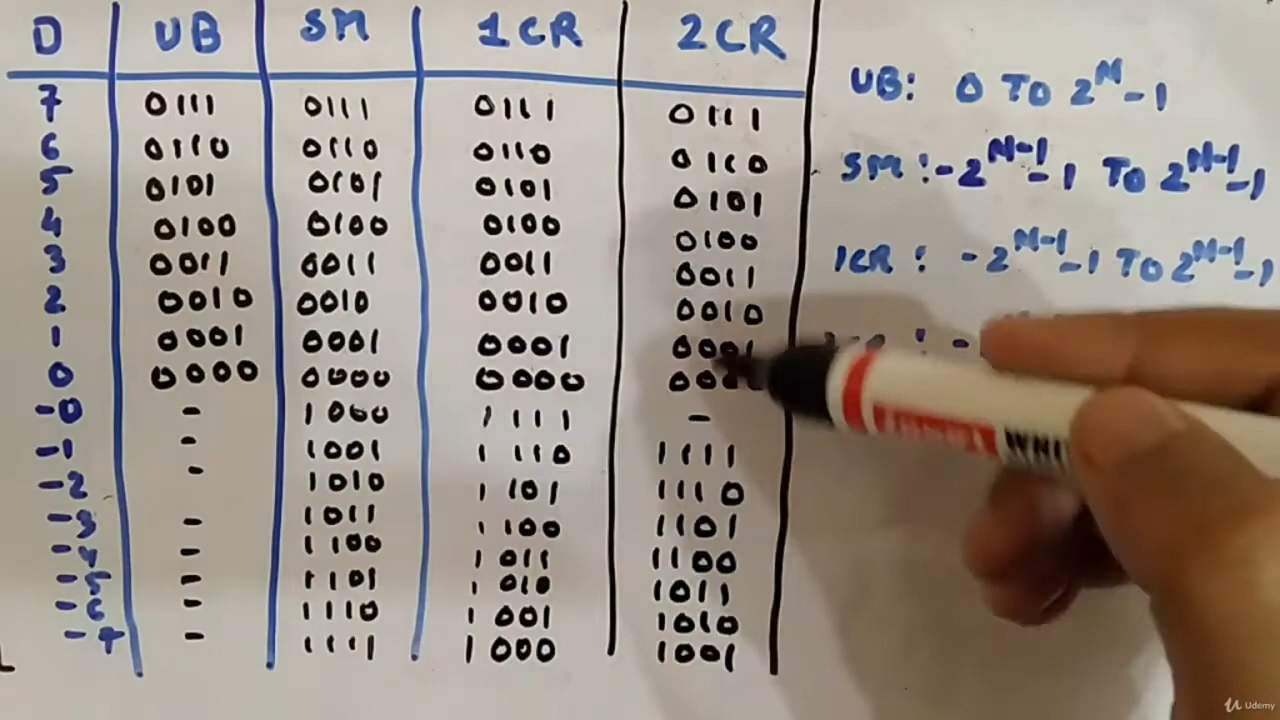 D UB SM 1CR 2CR
7 0111 0111 0111 0111
6 0110 0110 0110 0110
5 0101 0101 0101 0101
4 0100 0100 0100 0100
3 0011 0011 0011 0011
2 0010 0010 0010 0010
1 0001 0001 0001 0001
0 0000 0000 0000
-0 - 1000 1111 -
-1 - 1001 1110 1111
-2 - 1010 1101 1110
-3 - 1011 1100 1101
-4 - 1100 1011 1100
-5 - 1101 1010 1011
-6 - 1110 1001 1010
-7 - 1111 1000 1001
UB: 0 TO 2^N-1
SM: -2^N-1-1 TO 2^N-1-1
1CR: -2^N-1-1 TO 2^N-1-1
Udemy